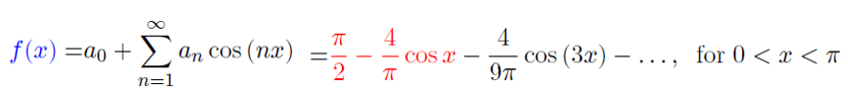 f(x) = a₀ + ∑_{n=1}^{∞} aₙ cos (nx) = π/2 − 4/π cos x − 4/9π cos (3x) − …, for 0 < x < π